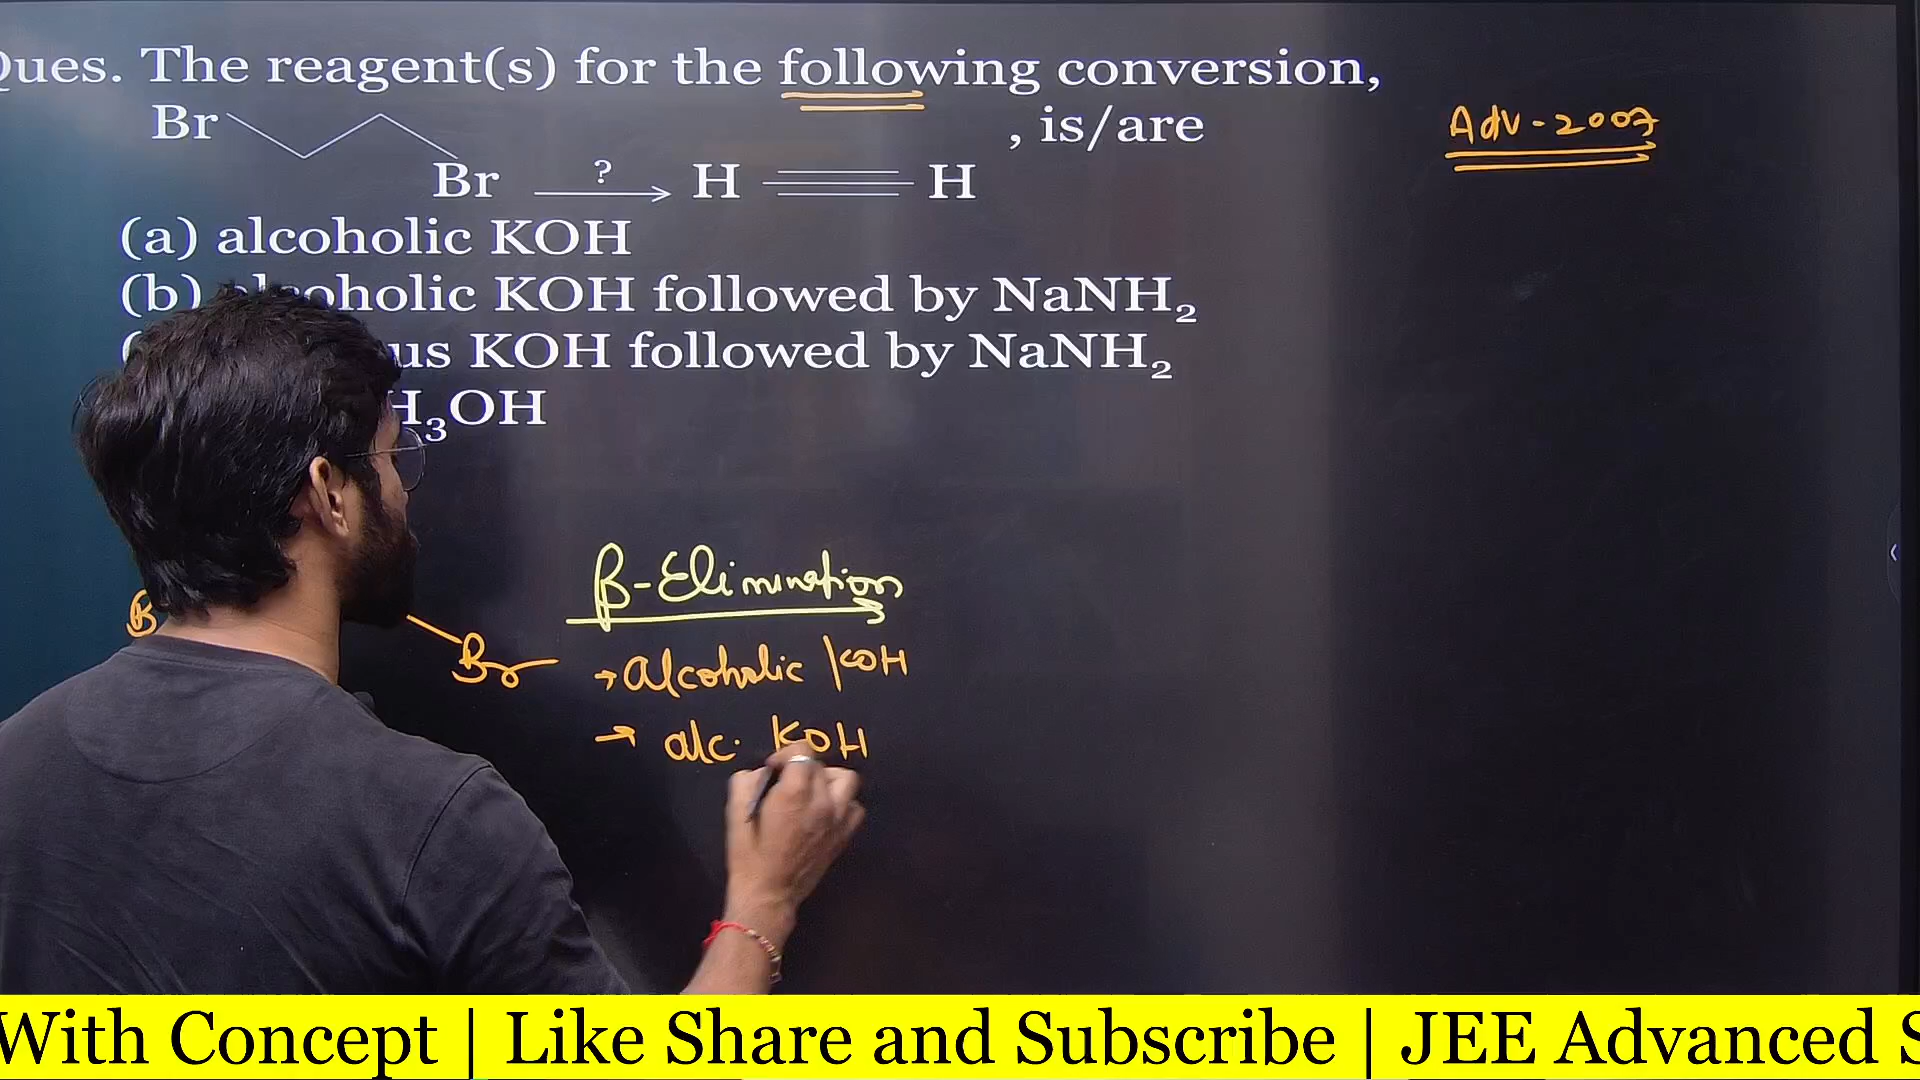 Ques. The reagent(s) for the following conversion,
Br
, is/are
Adv-2007
Br ? H H
(a) alcoholic KOH
(b) alcoholic KOH followed by NaNH₂
us KOH followed by NaNH₂
H₃OH
β-Elimination
B
Br
→ Alcoholic KOH
→ alc. KOH
With Concept | Like Share and Subscribe | JEE Advanced S